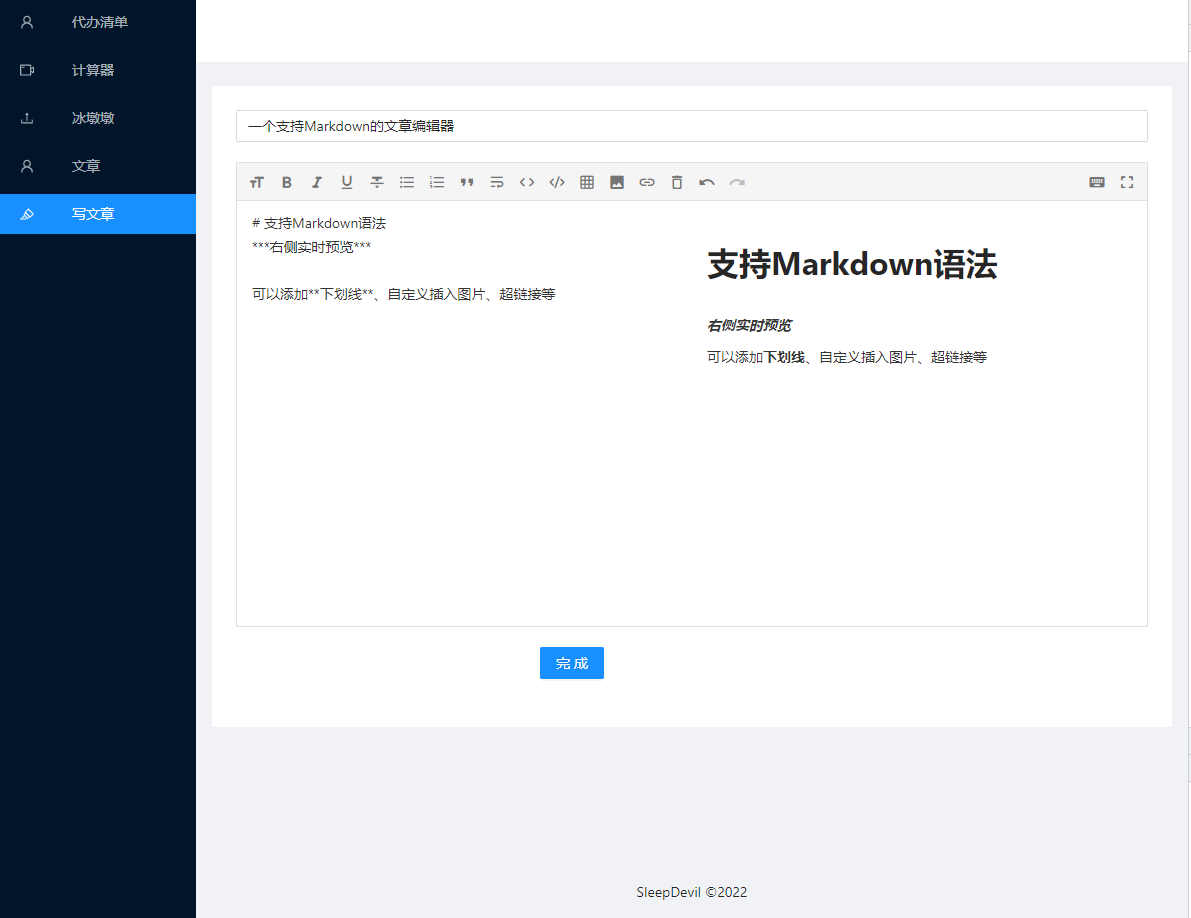 代办清单
计算器
冰墩墩
文章
写文章
一个支持Markdown的文章编辑器
# 支持Markdown语法
***右侧实时预览***
可以添加**下划线**、自定义插入图片、超链接等
支持Markdown语法
右侧实时预览
可以添加下划线、自定义插入图片、超链接等
完 成
SleepDevil ©2022